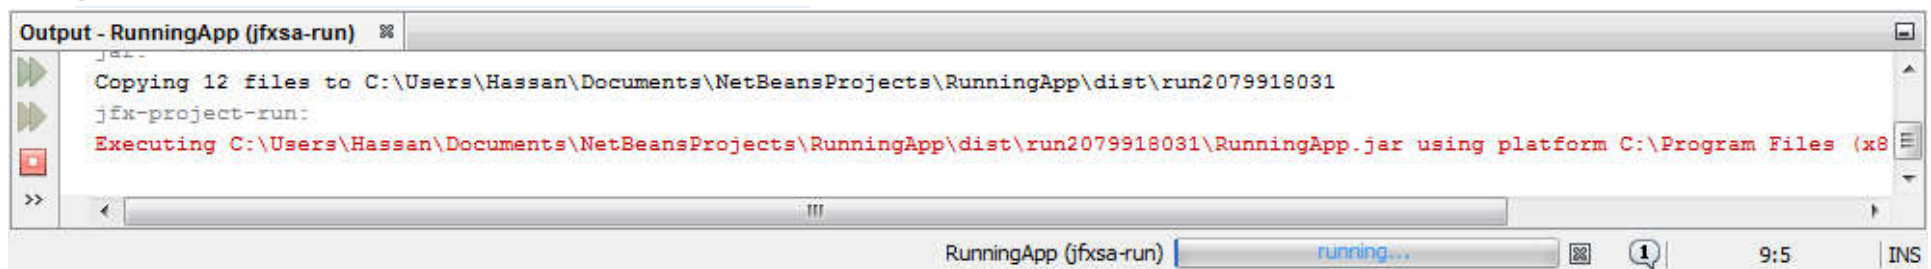 Output - RunningApp (jfxsa-run)
jar:
Copying 12 files to C:\Users\Hassan\Documents\NetBeansProjects\RunningApp\dist\run2079918031
jfx-project-run:
Executing C:\Users\Hassan\Documents\NetBeansProjects\RunningApp\dist\run2079918031\RunningApp.jar using platform C:\Program Files (x8
>>
RunningApp (jfxsa-run) running... 1 9:5 INS